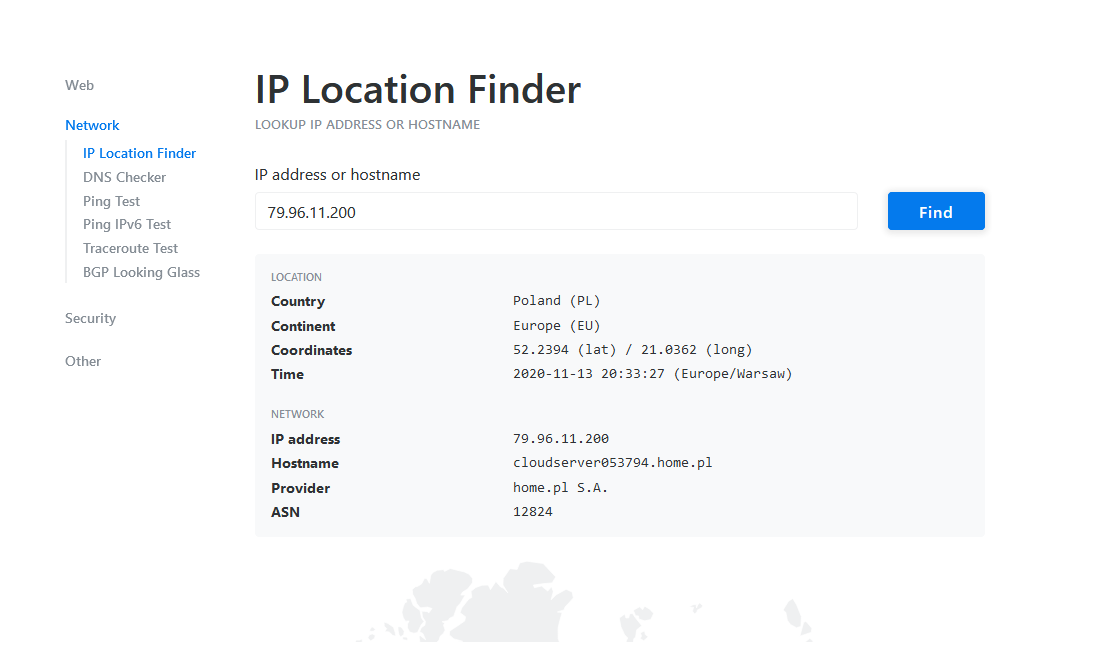 Web
Network
IP Location Finder
DNS Checker
Ping Test
Ping IPv6 Test
Traceroute Test
BGP Looking Glass
Security
Other
IP Location Finder
LOOKUP IP ADDRESS OR HOSTNAME
IP address or hostname
79.96.11.200 Find
LOCATION
Country Poland (PL)
Continent Europe (EU)
Coordinates 52.2394 (lat) / 21.0362 (long)
Time 2020-11-13 20:33:27 (Europe/Warsaw)
NETWORK
IP address 79.96.11.200
Hostname cloudserver053794.home.pl
Provider home.pl S.A.
ASN 12824